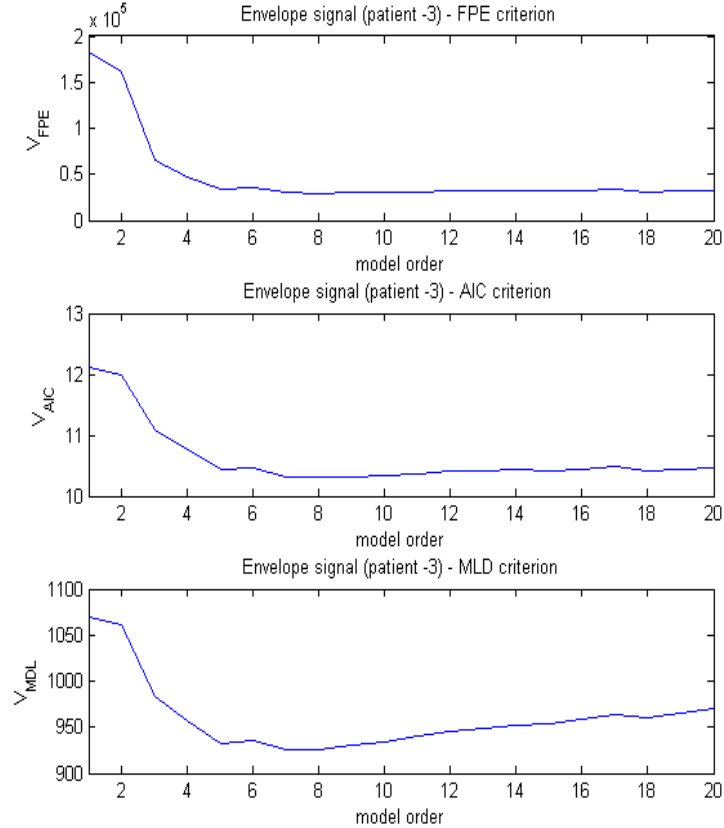 Envelope signal (patient -3) - FPE criterion
x 10^5
2
1.5
1
0.5
0
V_FPE
2 4 6 8 10 12 14 16 18 20
model order
Envelope signal (patient -3) - AIC criterion
13
12
11
10
V_AIC
2 4 6 8 10 12 14 16 18 20
model order
Envelope signal (patient -3) - MLD criterion
1100
1050
1000
950
900
V_MDL
2 4 6 8 10 12 14 16 18 20
model order